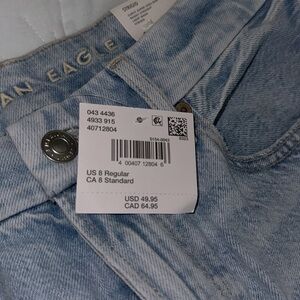 AN EAGLE
043 4436
4933 915
40712804
4 00407 12804 6
US 8 Regular
CA 8 Standard
USD 49.95
CAD 64.95